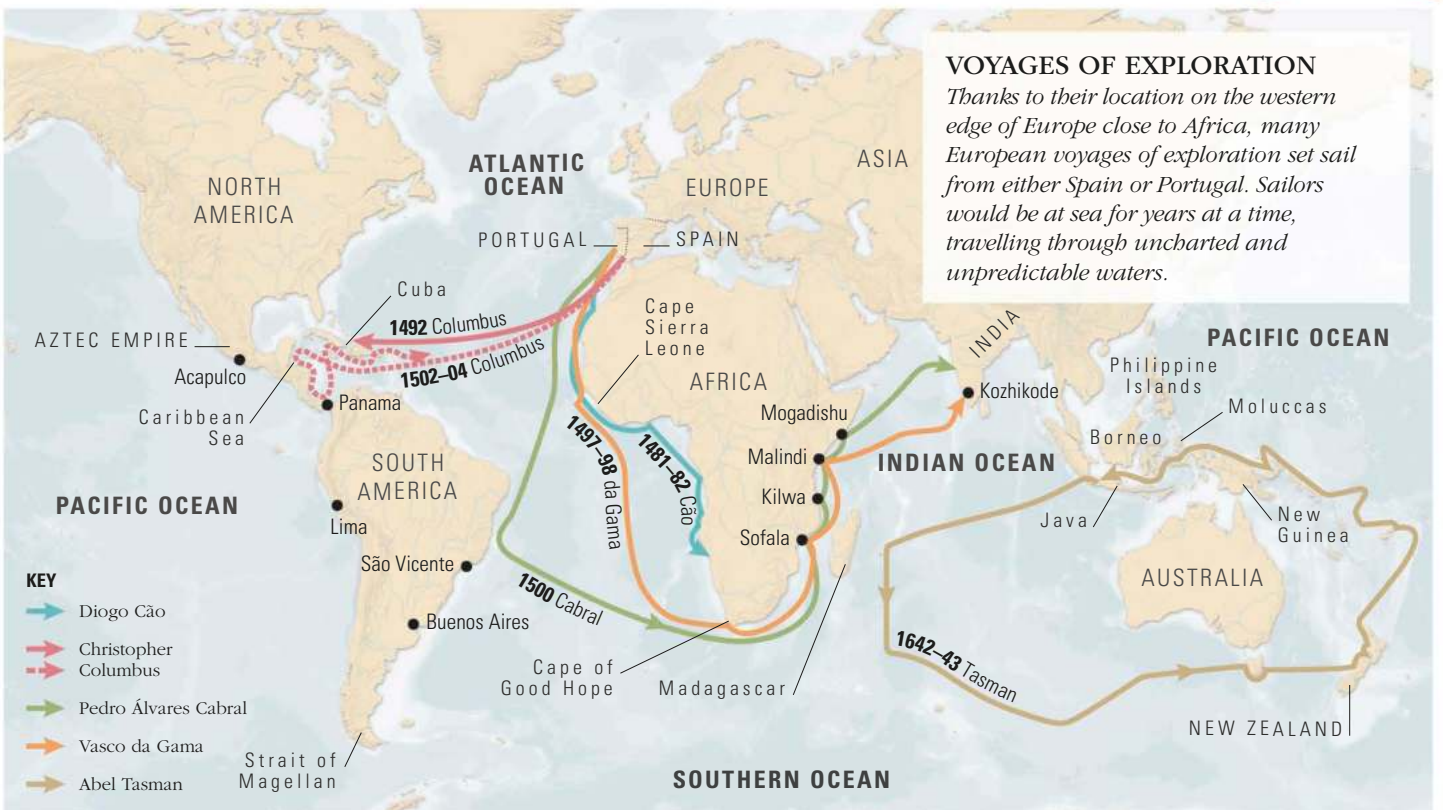 VOYAGES OF EXPLORATION
Thanks to their location on the western
edge of Europe close to Africa, many
European voyages of exploration set sail
from either Spain or Portugal. Sailors
would be at sea for years at a time,
travelling through uncharted and
unpredictable waters.
ATLANTIC
OCEAN
ASIA
NORTH
AMERICA
EUROPE
PORTUGAL
SPAIN
Cuba
Cape
Sierra
Leone
1492 Columbus
INDIA
AZTEC EMPIRE
PACIFIC OCEAN
1502–04 Columbus
Acapulco
AFRICA
Philippine
Islands
Kozhikode
Panama
Moluccas
Caribbean
Sea
Mogadishu
Borneo
1497–98 da Gama
1481–82 Cão
Malindi
INDIAN OCEAN
SOUTH
AMERICA
Kilwa
PACIFIC OCEAN
Lima
Java
New
Guinea
Sofala
São Vicente
AUSTRALIA
1500 Cabral
Buenos Aires
1642–43 Tasman
Cape of
Good Hope
Madagascar
NEW ZEALAND
Strait of
Magellan
SOUTHERN OCEAN
KEY
Diogo Cão
Christopher
Columbus
Pedro Álvares Cabral
Vasco da Gama
Abel Tasman